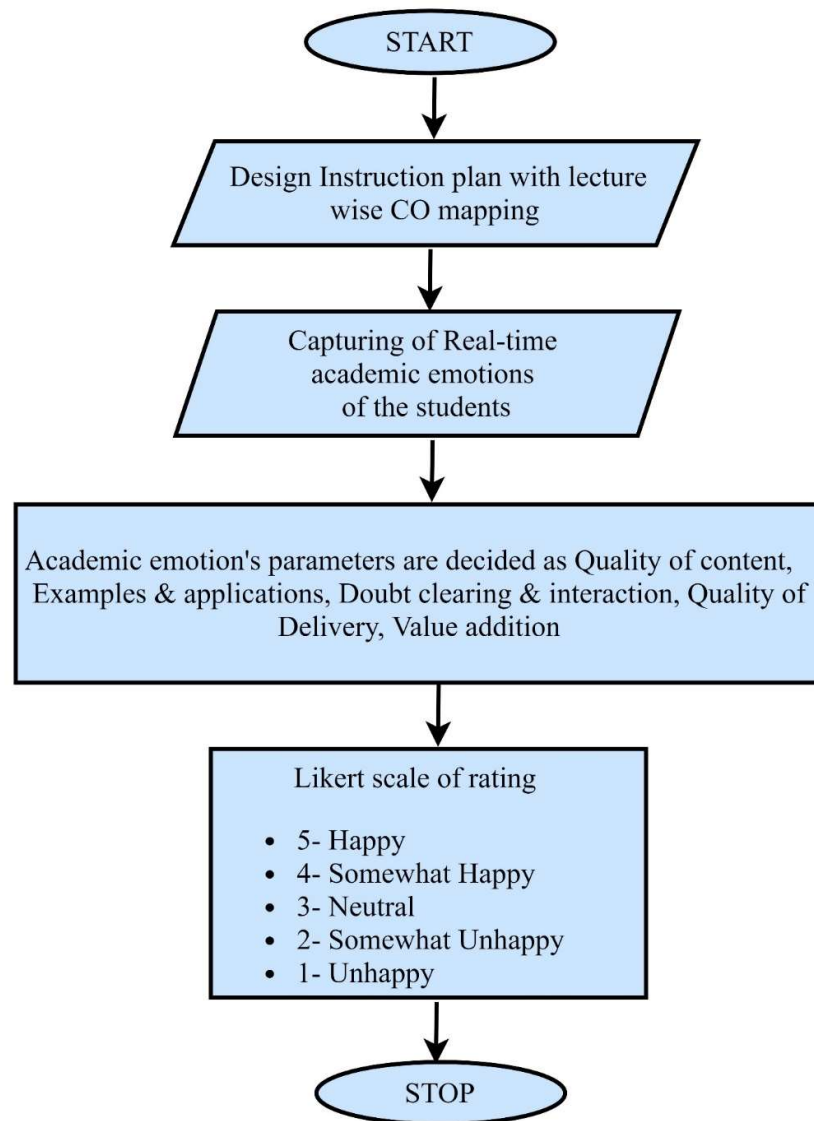 START
Design Instruction plan with lecture
wise CO mapping
Capturing of Real-time
academic emotions
of the students
Academic emotion's parameters are decided as Quality of content,
Examples & applications, Doubt clearing & interaction, Quality of
Delivery, Value addition
Likert scale of rating
• 5- Happy
• 4- Somewhat Happy
• 3- Neutral
• 2- Somewhat Unhappy
• 1- Unhappy
STOP